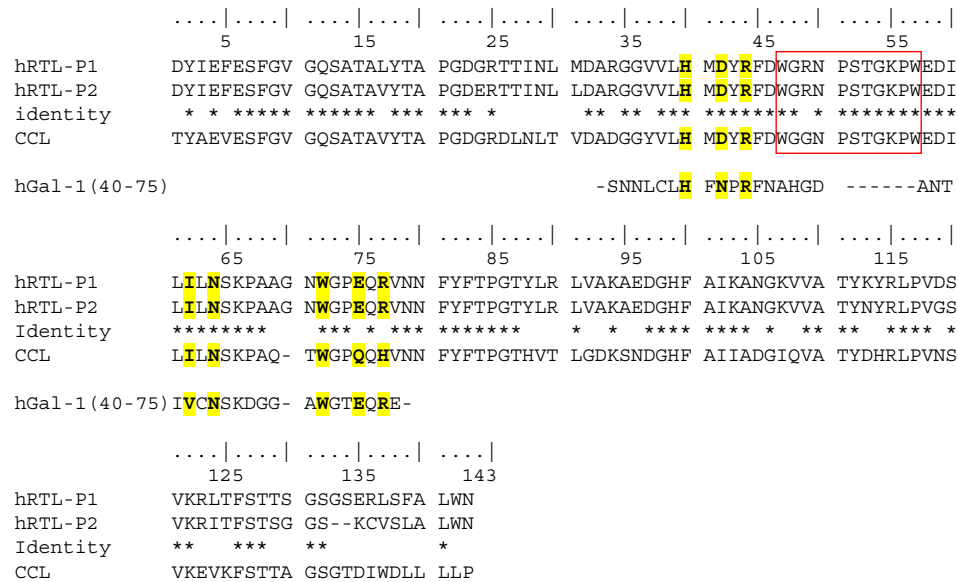 ....|....| ....|....| ....|....| ....|....| ....|....| ....|....|
5 15 25 35 45 55
hRTL-P1 DYIEFESFGV GQSATALYTA PGDGRTTINL MDARGGVVLH MDYRFDWGRN PSTGKPWEDI
hRTL-P2 DYIEFESFGV GQSATAVYTA PGDERTTINL LDARGGVVLH MDYRFDWGRN PSTGKPWEDI
identity * * ***** ****** *** *** * ** ** *** ****** * **********
CCL TYAEVESFGV GQSATAVYTA PGDGRDLNLT VDADGGYVLH MDYRFDWGGN PSTGKPWEDI
hGal-1(40-75) -SNNLCLH FNPRFNAHGD ------ANT
....|....| ....|....| ....|....| ....|....| ....|....| ....|....|
65 75 85 95 105 115
hRTL-P1 LILNSKPAAG NWGPEQRVNN FYFTPGTYLR LVAKAEDGHF AIKANGKVVA TYKYRLPVDS
hRTL-P2 LILNSKPAAG NWGPEQRVNN FYFTPGTYLR LVAKAEDGHF AIKANGKVVA TYNYRLPVGS
Identity ******* *** * *** ******* * * **** **** * ** ** **** *
CCL LILNSKPAQ- TWGPQQHVNN FYFTPGTHVT LGDKSNDGHF AIIADGIQVA TYDHRLPVNS
hGal-1(40-75)IVCNSKDGG- AWGTEQRE-
....|....| ....|....| ....|....|
125 135 143
hRTL-P1 VKRLTFSTTS GSGSERLSFA LWN
hRTL-P2 VKRITFSTSG GS--KCVSLA LWN
Identity ** *** ** *
CCL VKEVKFSTTA GSGTDIWDLL LLP